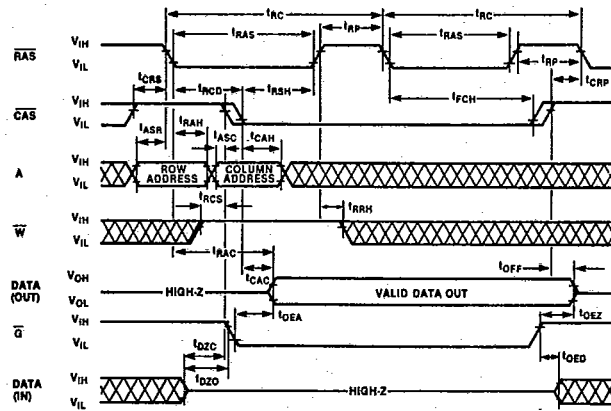 tRC tRC
tRAS tRP tRAS tRP
RAS VIH
VIL
tCRS tRCD tRSH tFCH tCRP
CAS VIH
VIL
tASR tRAH tASC tCAH
A VIH
VIL
ROW ADDRESS
COLUMN ADDRESS
tRCS tRRH
W VIH
VIL
tRAC
tCAC tOFF
DATA (OUT) VOH
VOL
HIGH-Z VALID DATA OUT
tOEA tOEZ
G VIH
VIL
tDZC tOED
tDZO
DATA (IN) VIH
VIL
HIGH-Z